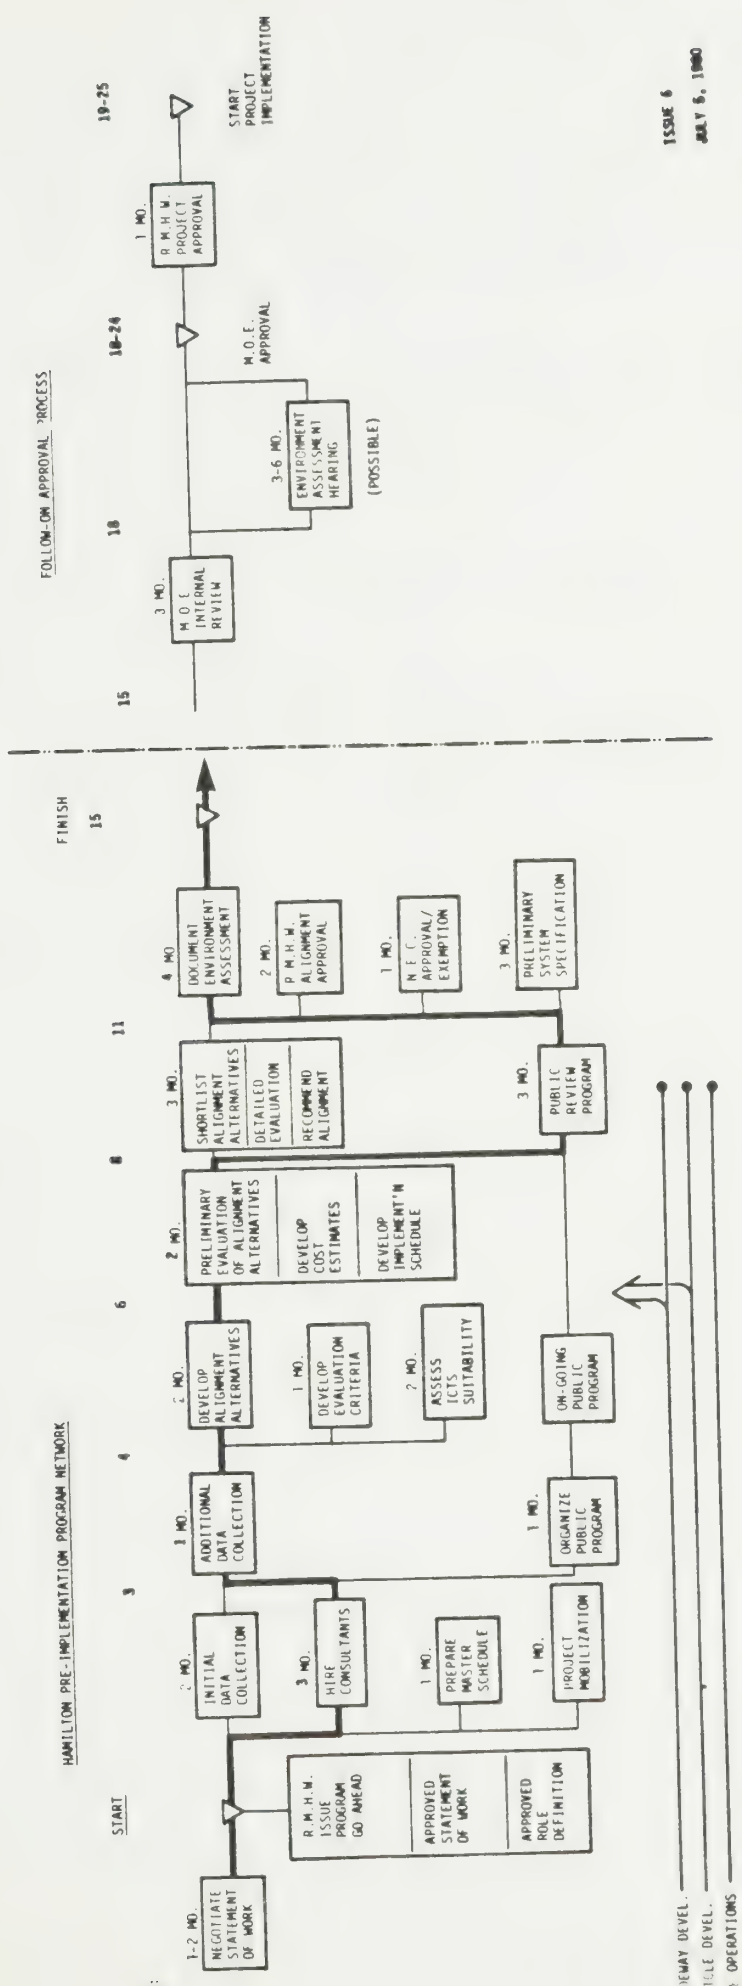 HAMILTON PRE-IMPLEMENTATION PROGRAM NETWORK
START
3
4
6
8
11
FINISH
15
1-2 MO.
NEGOTIATE
STATEMENT
OF WORK
R.M.H.W.
ISSUE
PROGRAM
GO AHEAD
APPROVED
STATEMENT
OF WORK
APPROVED
ROLE
DEFINITION
2 MO.
INITIAL
DATA
COLLECTION
3 MO.
HIRE
CONSULTANTS
1 MO.
PREPARE
MASTER
SCHEDULE
1 MO.
PROJECT
MOBILIZATION
1 MO.
ADDITIONAL
DATA
COLLECTION
1 MO.
ORGANIZE
PUBLIC
PROGRAM
2 MO.
DEVELOP
ALIGNMENT
ALTERNATIVES
1 MO.
DEVELOP
EVALUATION
CRITERIA
2 MO.
ASSESS
ICTS
SUITABILITY
ON-GOING
PUBLIC
PROGRAM
2 MO.
PRELIMINARY
EVALUATION
OF ALIGNMENT
ALTERNATIVES
DEVELOP
COST
ESTIMATES
DEVELOP
IMPLEMENT'N
SCHEDULE
3 MO.
SHORTLIST
ALIGNMENT
ALTERNATIVES
DETAILED
EVALUATION
RECOMMEND
ALIGNMENT
3 MO.
PUBLIC
REVIEW
PROGRAM
4 MO
DOCUMENT
ENVIRONMENT
ASSESSMENT
2 MO.
R.M.H.W.
ALIGNMENT
APPROVAL
1 MO.
N E C.
APPROVAL/
EXEMPTION
3 MO.
PRELIMINARY
SYSTEM
SPECIFICATION
DEWAY DEVEL.
ICLE DEVEL.
OPERATIONS
FOLLOW-ON APPROVAL PROCESS
15
18
18-24
19-25
3 MO.
M O E
INTERNAL
REVIEW
3-6 MO.
ENVIRONMENT
ASSESSMENT
HEARING
(POSSIBLE)
M.O.E.
APPROVAL
1 MO.
R M.H W.
PROJECT
APPROVAL
START
PROJECT
IMPLEMENTATION
ISSUE 6
JULY 5, 1980